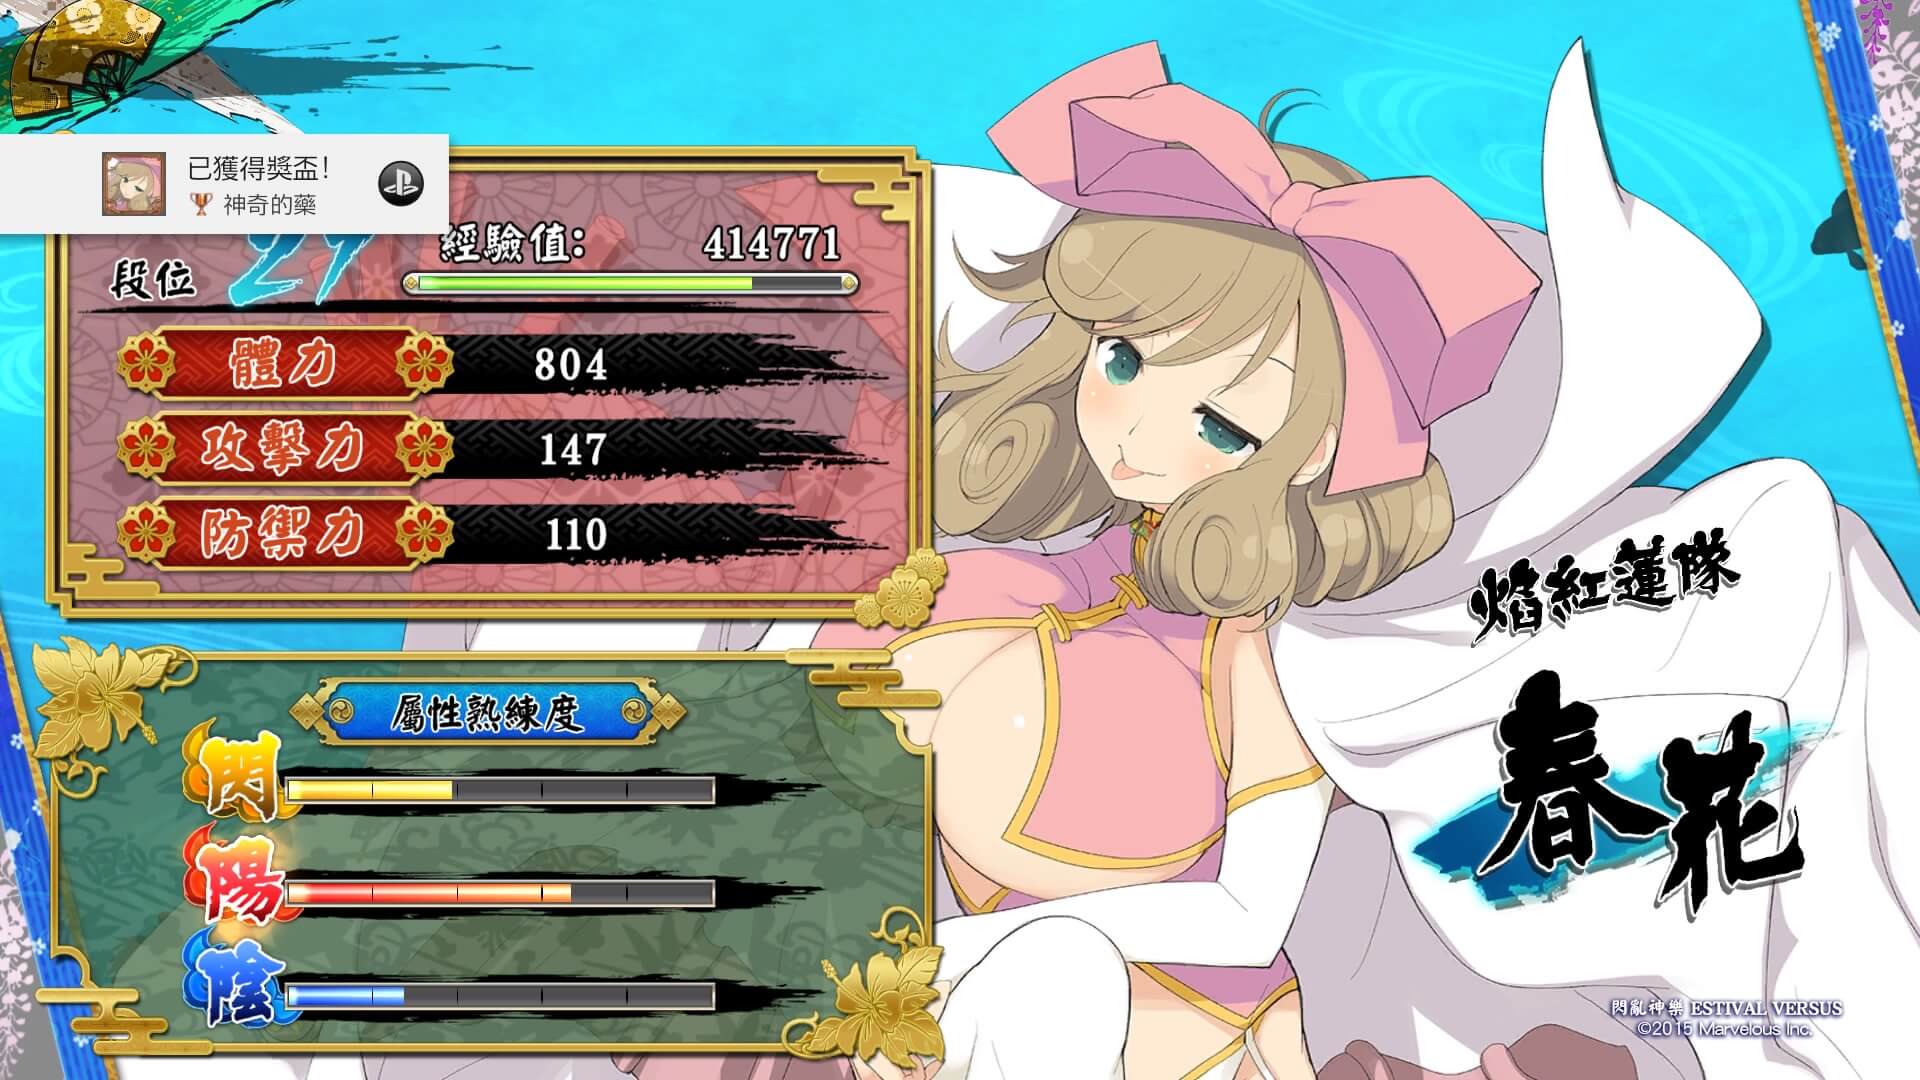 已獲得獎盃！
神奇的藥
段位 29
經驗值： 414771
體力 804
攻擊力 147
防禦力 110
屬性熟練度
閃
陽
陰
焰紅蓮隊
春花
閃亂神樂 ESTIVAL VERSUS
©2015 Marvelous Inc.